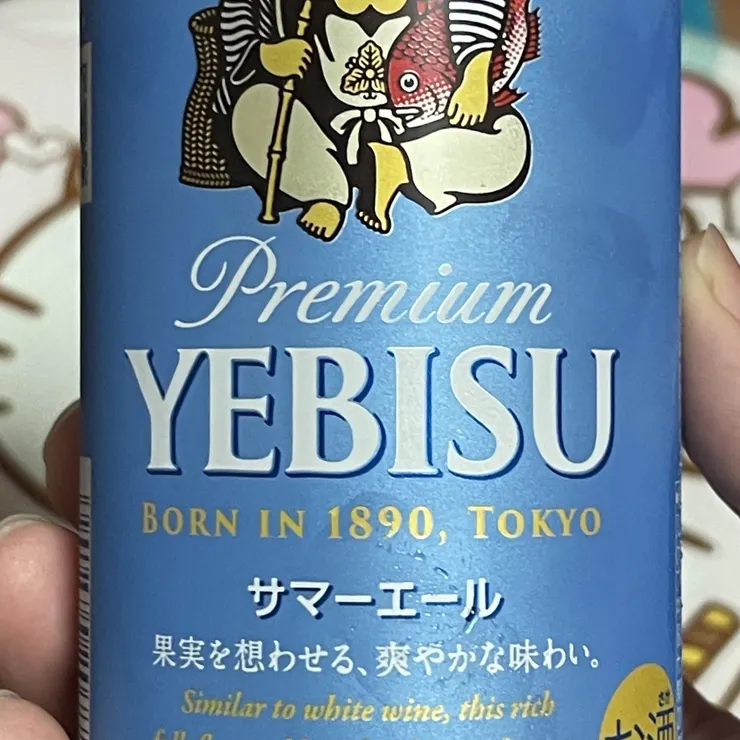 Premium
YEBISU
BORN IN 1890, TOKYO
サマーエール
果実を想わせる、爽やかな味わい。
Similar to white wine, this rich